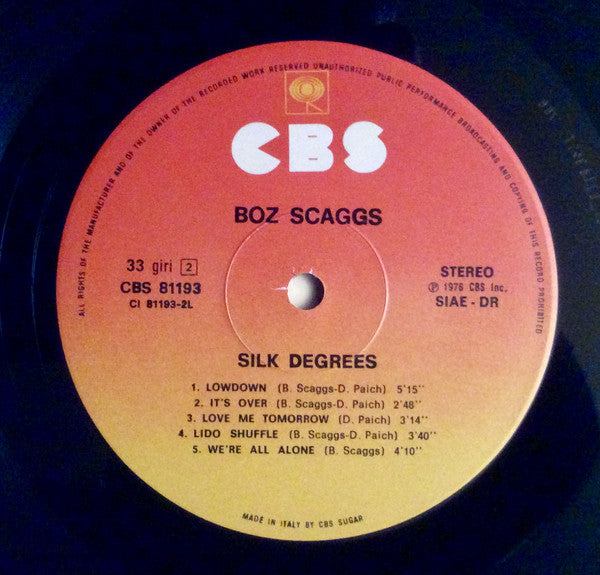 ALL RIGHTS OF THE MANUFACTURER AND OF THE OWNER OF THE RECORDED WORK RESERVED UNAUTHORIZED PUBLIC PERFORMANCE BROADCASTING AND COPYING OF THIS RECORD PROHIBITED
CBS
BOZ SCAGGS
33 giri 2
CBS 81193
CI 81193-2L
STEREO
℗ 1976 CBS Inc.
SIAE - DR
SILK DEGREES
1. LOWDOWN (B. Scaggs-D. Paich) 5'15''
2. IT'S OVER (B. Scaggs-D. Paich) 2'48''
3. LOVE ME TOMORROW (D. Paich) 3'14''
4. LIDO SHUFFLE (B. Scaggs-D. Paich) 3'40''
5. WE'RE ALL ALONE (B. Scaggs) 4'10''
MADE IN ITALY BY CBS SUGAR